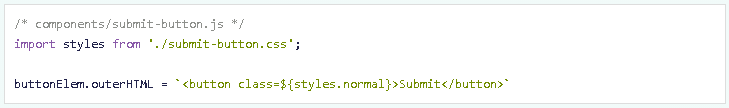 /* components/submit-button.js */
import styles from './submit-button.css';
buttonElem.outerHTML = `<button class=${styles.normal}>Submit</button>`